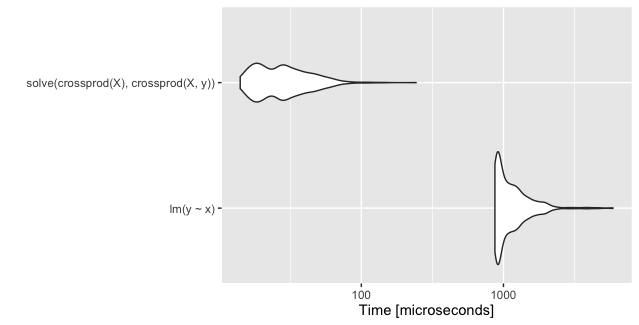 solve(crossprod(X), crossprod(X, y))
lm(y ~ x)
100
1000
Time [microseconds]